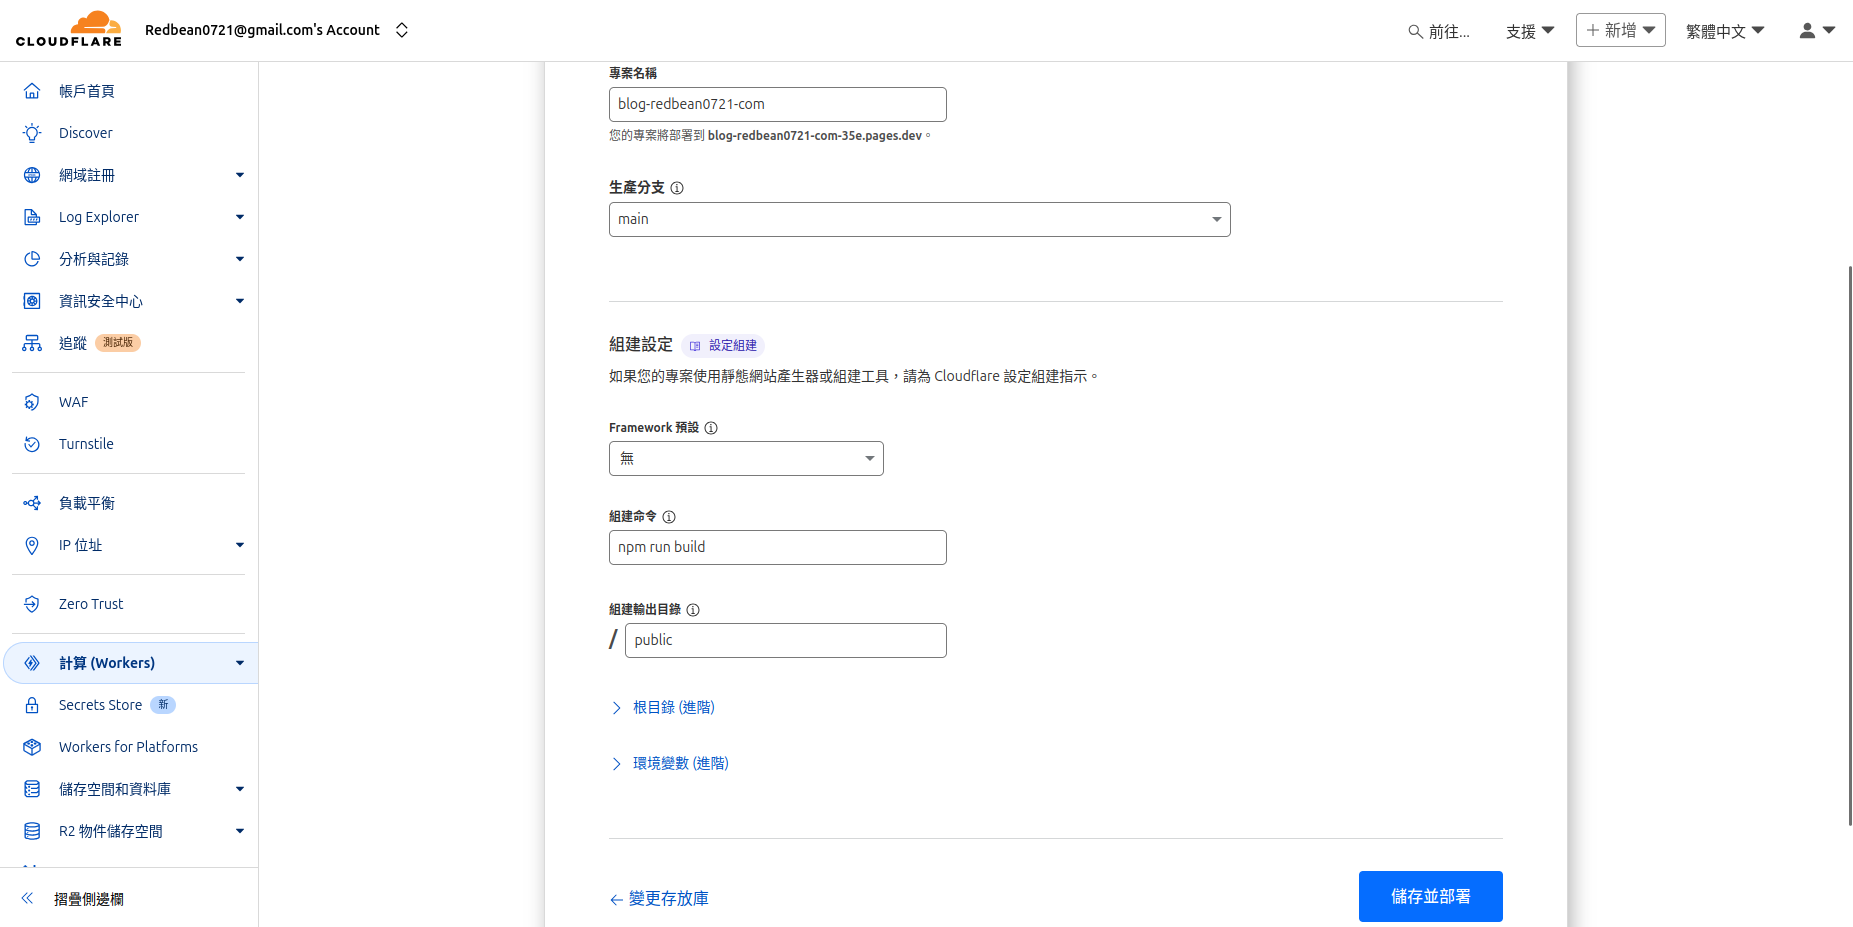 CLOUDFLARE
Redbean0721@gmail.com's Account
前往...
支援
新增
繁體中文
帳戶首頁
Discover
網域註冊
Log Explorer
分析與記錄
資訊安全中心
追蹤 測試版
WAF
Turnstile
負載平衡
IP 位址
Zero Trust
計算 (Workers)
Secrets Store 新
Workers for Platforms
儲存空間和資料庫
R2 物件儲存空間
摺疊側邊欄
專案名稱
blog-redbean0721-com
您的專案將部署到 blog-redbean0721-com-35e.pages.dev。
生產分支
main
組建設定 設定組建
如果您的專案使用靜態網站產生器或組建工具，請為 Cloudflare 設定組建指示。
Framework 預設
無
組建命令
npm run build
組建輸出目錄
/ public
根目錄 (進階)
環境變數 (進階)
變更存放庫
儲存並部署